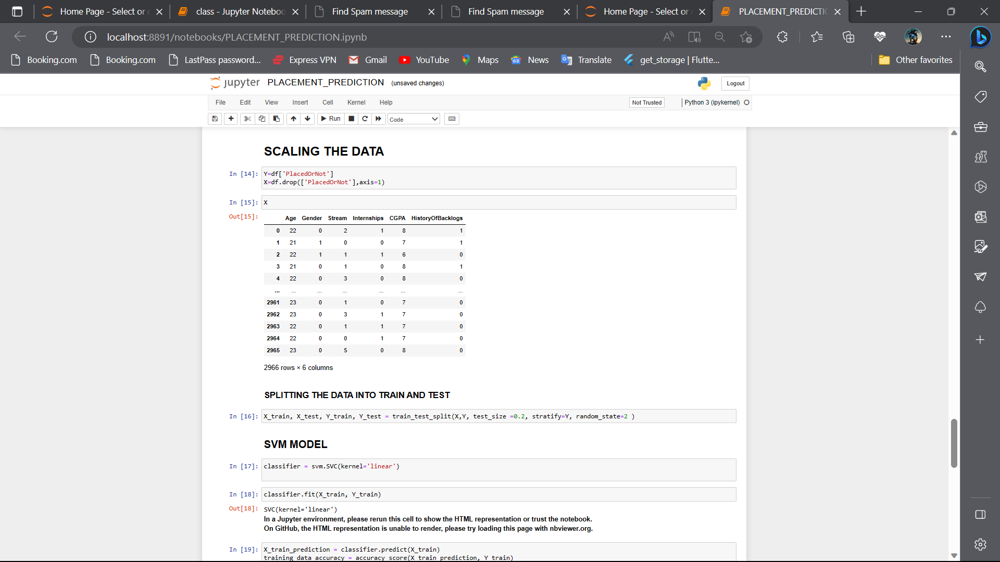 Home Page - Select or
class - Jupyter Noteboo
Find Spam message
Find Spam message
Home Page - Select or
PLACEMENT_PREDICTI
localhost:8891/notebooks/PLACEMENT_PREDICTION.ipynb
Booking.com
Booking.com
LastPass password...
Express VPN
Gmail
YouTube
Maps
News
Translate
get_storage | Flutte...
Other favorites
jupyter PLACEMENT_PREDICTION (unsaved changes)
Logout
File Edit View Insert Cell Kernel Help
Not Trusted
Python 3 (ipykernel)
Run
Code
SCALING THE DATA
In [14]: Y=df['PlacedOrNot']
X=df.drop(['PlacedOrNot'],axis=1)
In [15]: X
Out[15]:
Age Gender Stream Internships CGPA HistoryOfBacklogs
0 22 0 2 1 8 1
1 21 1 0 0 7 1
2 22 1 1 1 6 0
3 21 0 1 0 8 1
4 22 0 3 0 8 0
... ... ... ... ... ... ...
2961 23 0 1 0 7 0
2962 23 0 3 1 7 0
2963 22 0 1 1 7 0
2964 22 0 0 1 7 0
2965 23 0 5 0 8 0
2966 rows × 6 columns
SPLITTING THE DATA INTO TRAIN AND TEST
In [16]: X_train, X_test, Y_train, Y_test = train_test_split(X,Y, test_size =0.2, stratify=Y, random_state=2 )
SVM MODEL
In [17]: classifier = svm.SVC(kernel='linear')
In [18]: classifier.fit(X_train, Y_train)
Out[18]: SVC(kernel='linear')
In a Jupyter environment, please rerun this cell to show the HTML representation or trust the notebook.
On GitHub, the HTML representation is unable to render, please try loading this page with nbviewer.org.
In [19]: X_train_prediction = classifier.predict(X_train)
training_data_accuracy = accuracy_score(X_train_prediction, Y_train)